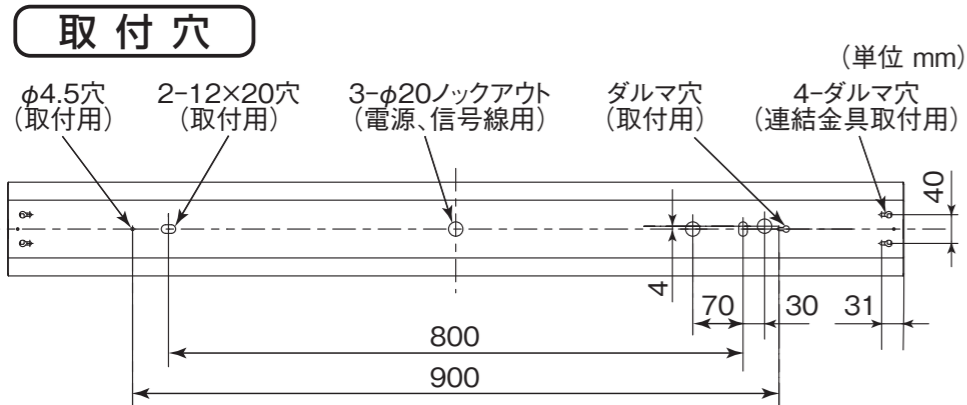 取付穴
(単位 mm)
φ4.5穴
(取付用)
2-12×20穴
(取付用)
3-φ20ノックアウト
(電源、信号線用)
ダルマ穴
(取付用)
4-ダルマ穴
(連結金具取付用)
40
4
70
30
31
800
900